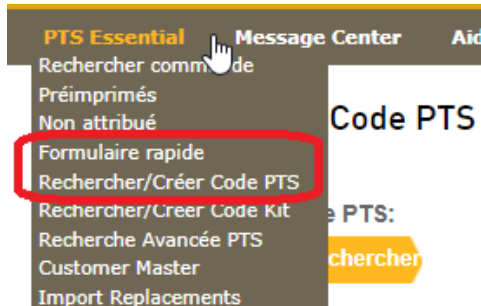 PTS Essential Message Center Aid
Rechercher commande
Préimprimés
Non attribué
Code PTS
Formulaire rapide
Rechercher/Créer Code PTS
Rechercher/Créer Code Kit
e PTS:
Recherche Avancée PTS
chercher
Customer Master
Import Replacements